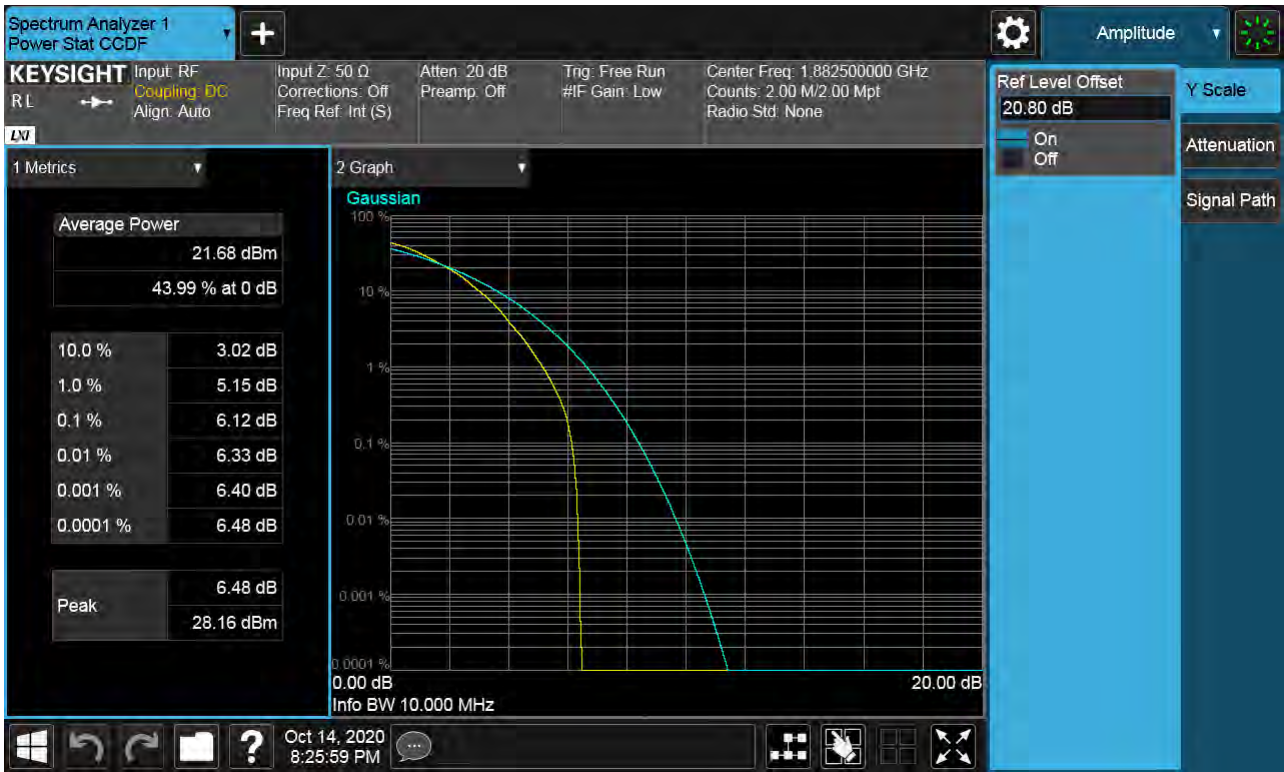 Spectrum Analyzer 1
Power Stat CCDF
+
Amplitude
KEYSIGHT
RL
LXI
Input: RF
Coupling: DC
Align: Auto
Input Z: 50 Ω
Corrections: Off
Freq Ref: Int (S)
Atten: 20 dB
Preamp: Off
Trig: Free Run
#IF Gain: Low
Center Freq: 1.882500000 GHz
Counts: 2.00 M/2.00 Mpt
Radio Std: None
Ref Level Offset
20.80 dB
On
Off
Y Scale
Attenuation
Signal Path
1 Metrics
Average Power
21.68 dBm
43.99 % at 0 dB
10.0 % 3.02 dB
1.0 % 5.15 dB
0.1 % 6.12 dB
0.01 % 6.33 dB
0.001 % 6.40 dB
0.0001 % 6.48 dB
Peak
6.48 dB
28.16 dBm
2 Graph
Gaussian
100 %
10 %
1 %
0.1 %
0.01 %
0.001 %
0.0001 %
0.00 dB 20.00 dB
Info BW 10.000 MHz
?
Oct 14, 2020
8:25:59 PM